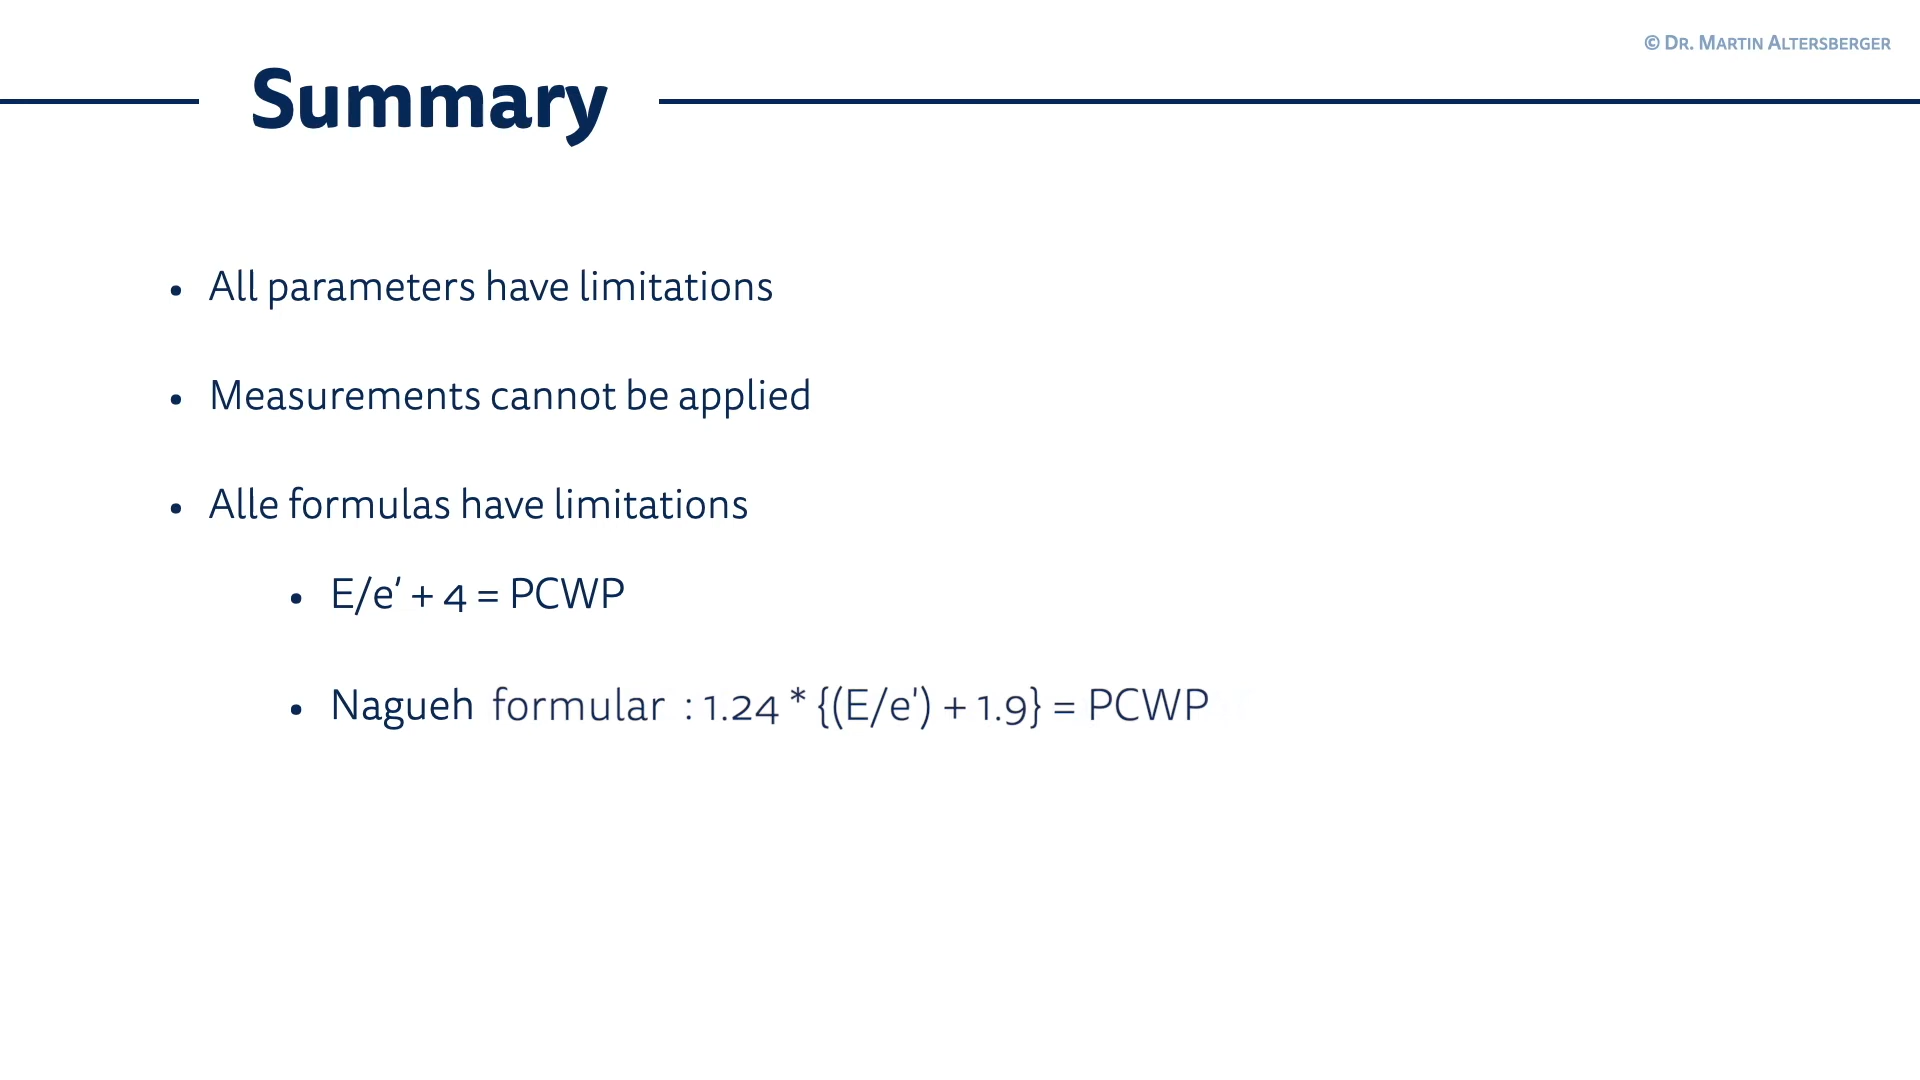 © DR. MARTIN ALTERSBERGER
Summary
• All parameters have limitations
• Measurements cannot be applied
• Alle formulas have limitations
• E/e’ + 4 = PCWP
• Nagueh formular : 1.24 * {(E/e') + 1.9} = PCWP